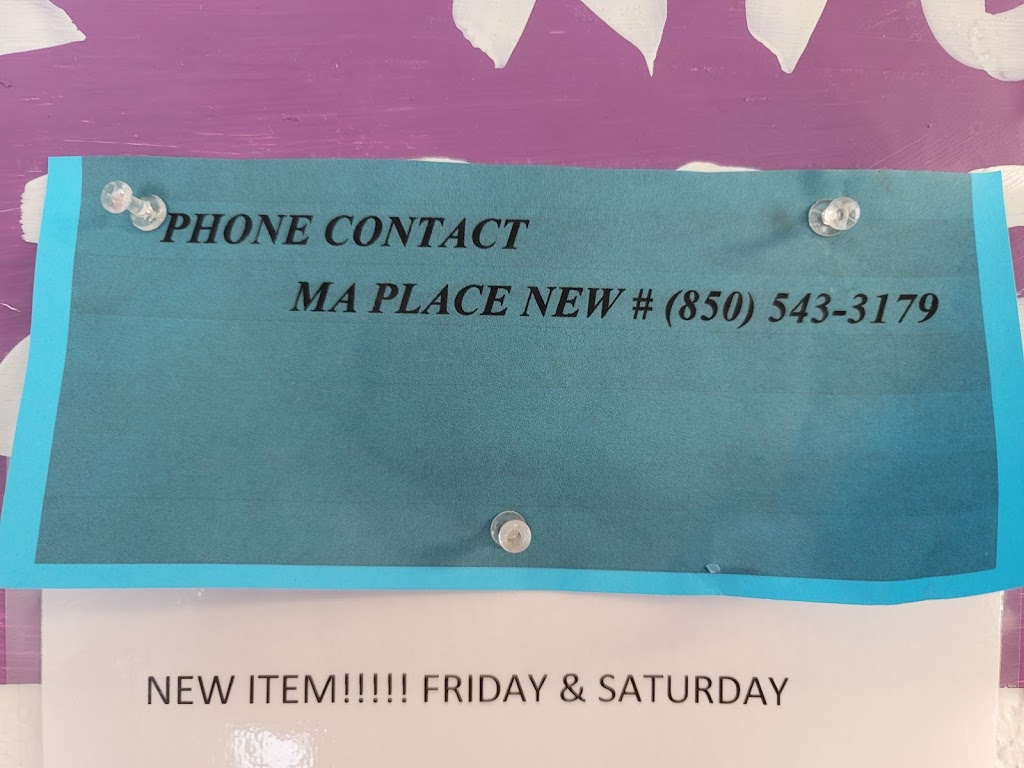 PHONE CONTACT
MA PLACE NEW # (850) 543-3179
NEW ITEM!!!!! FRIDAY & SATURDAY